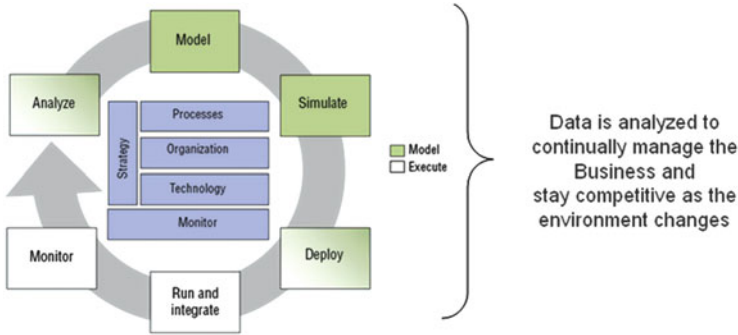 Model
Analyze
Simulate
Strategy
Processes
Organization
Technology
Monitor
Monitor
Deploy
Run and
integrate
Model
Execute
Data is analyzed to
continually manage the
Business and
stay competitive as the
environment changes